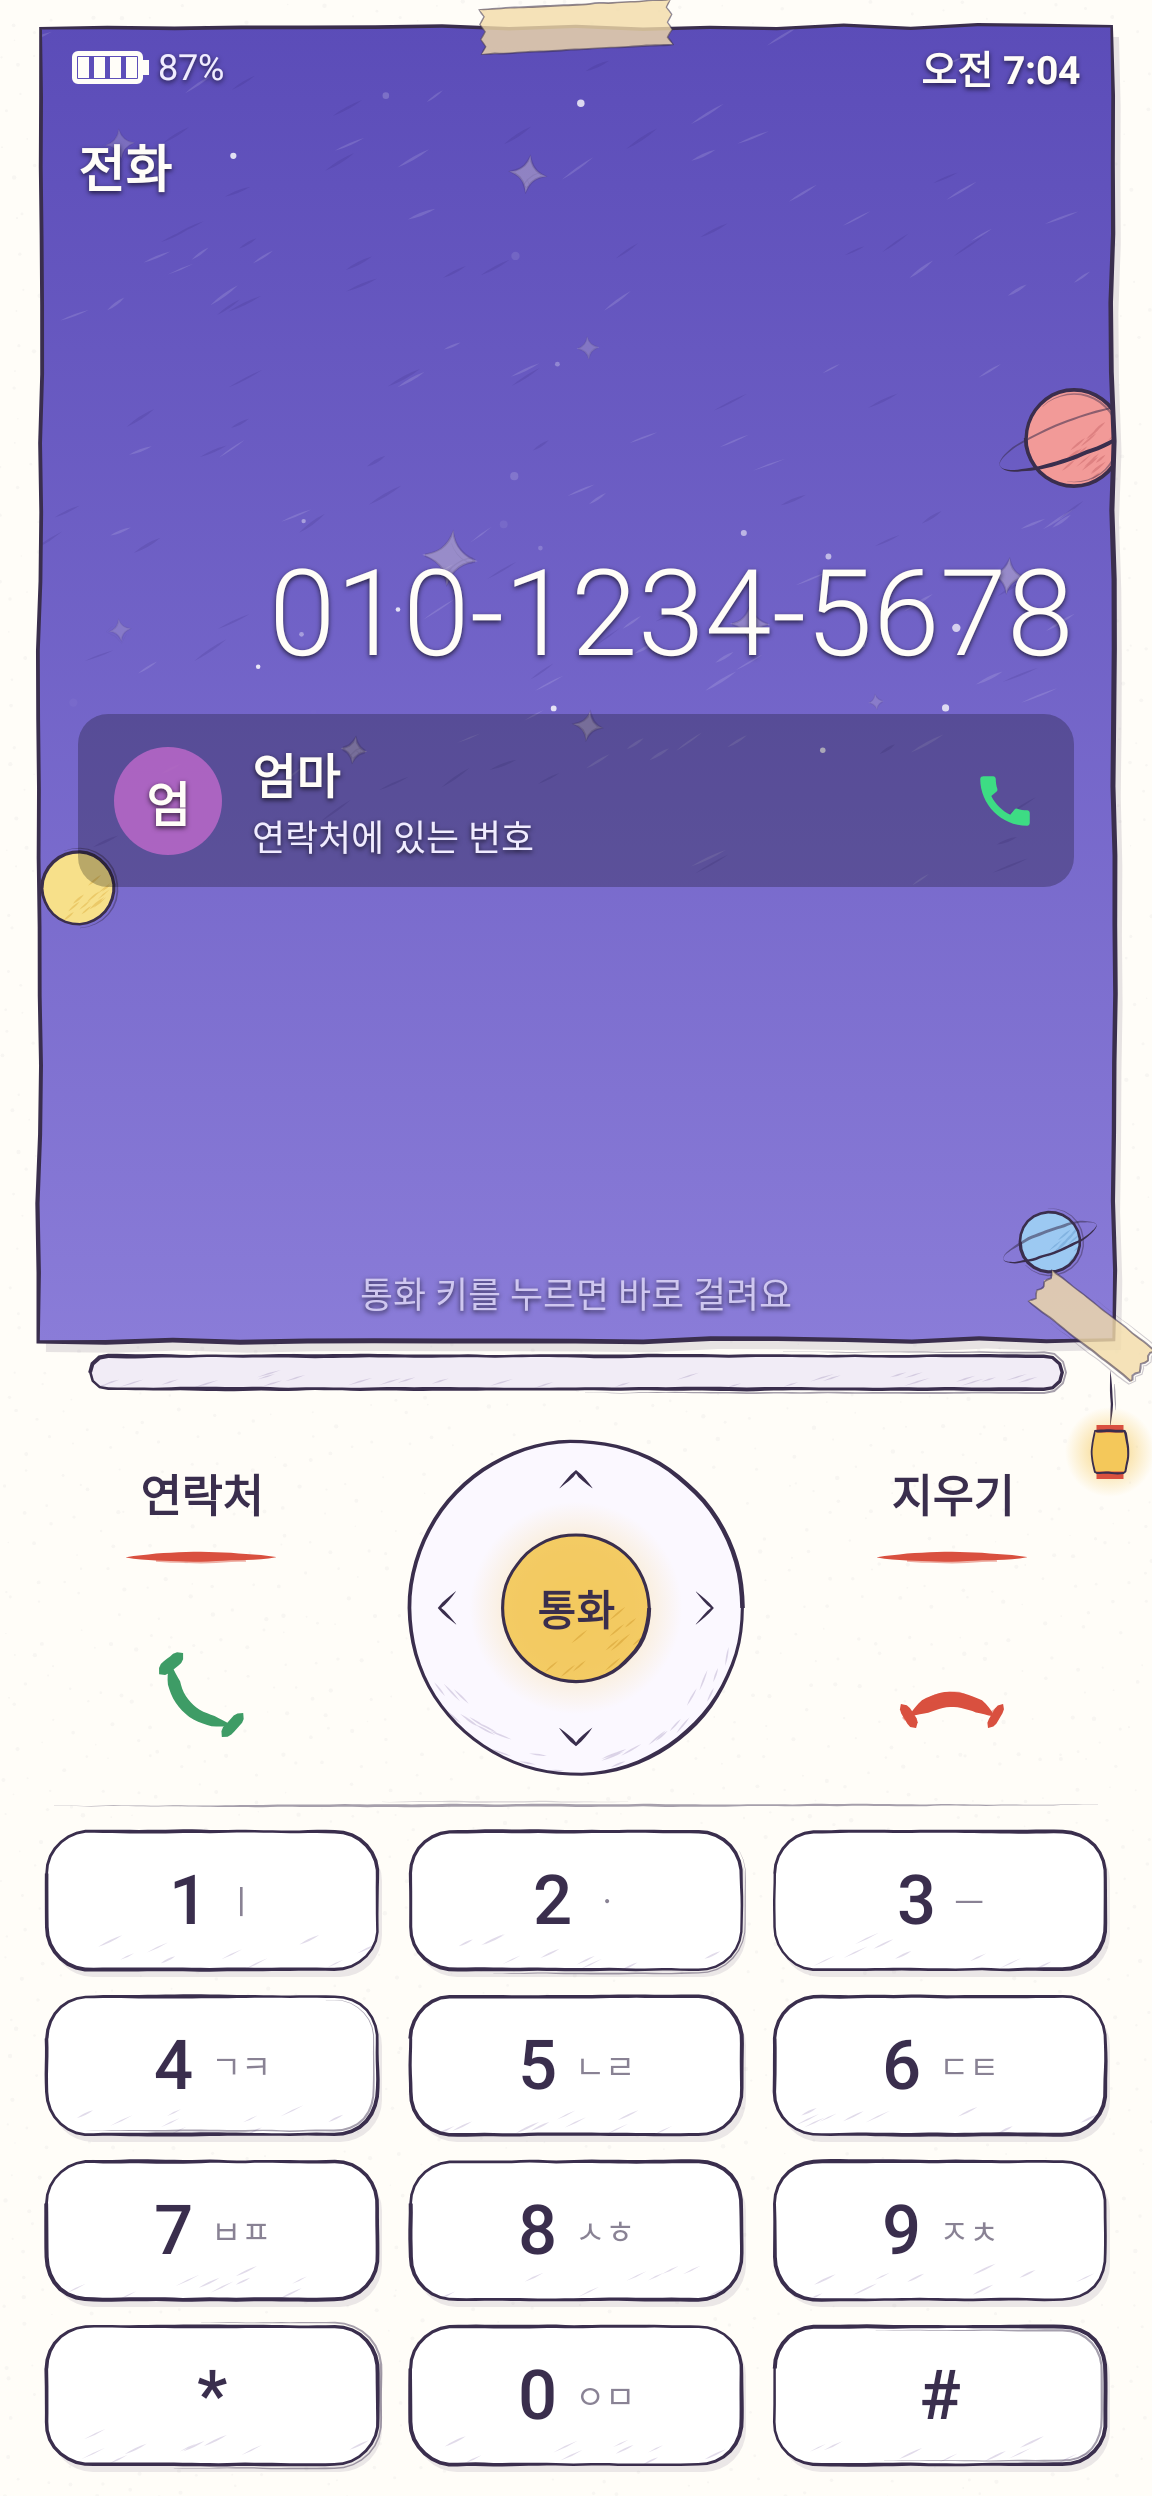 87%
오전 7:04
전화
010-1234-5678
엄
엄마
연락처에 있는 번호
통화 키를 누르면 바로 걸려요
연락처
지우기
통화
1 ㅣ
2 ·
3 ㅡ
4 ㄱㅋ
5 ㄴㄹ
6 ㄷㅌ
7 ㅂㅍ
8 ㅅㅎ
9 ㅈㅊ
*
0 ㅇㅁ
#